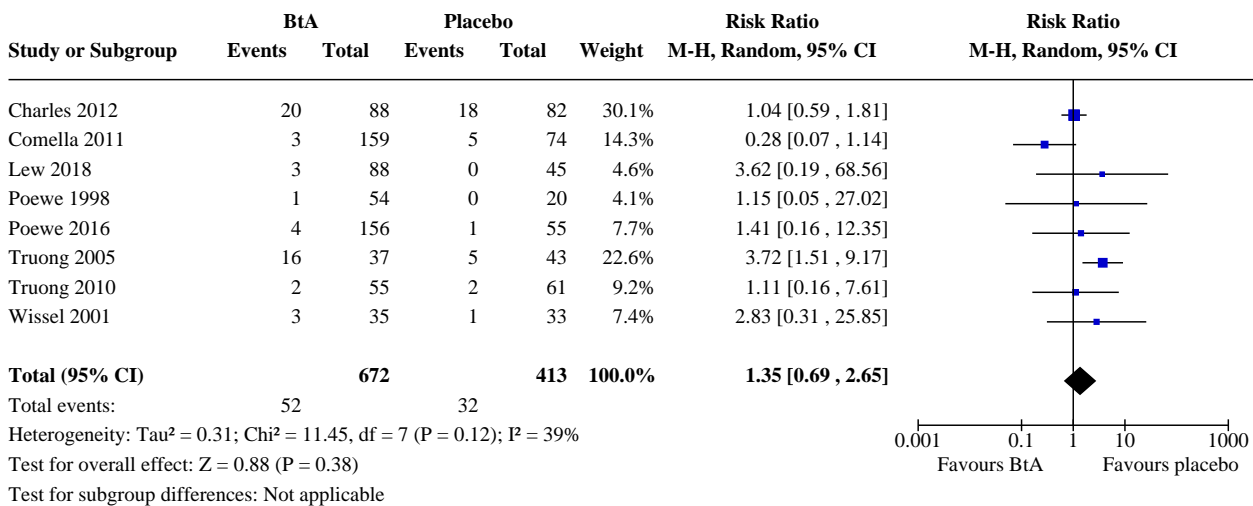 BtA Placebo Risk Ratio Risk Ratio
Study or Subgroup Events Total Events Total Weight M-H, Random, 95% CI M-H, Random, 95% CI
Charles 2012 20 88 18 82 30.1% 1.04 [0.59 , 1.81]
Comella 2011 3 159 5 74 14.3% 0.28 [0.07 , 1.14]
Lew 2018 3 88 0 45 4.6% 3.62 [0.19 , 68.56]
Poewe 1998 1 54 0 20 4.1% 1.15 [0.05 , 27.02]
Poewe 2016 4 156 1 55 7.7% 1.41 [0.16 , 12.35]
Truong 2005 16 37 5 43 22.6% 3.72 [1.51 , 9.17]
Truong 2010 2 55 2 61 9.2% 1.11 [0.16 , 7.61]
Wissel 2001 3 35 1 33 7.4% 2.83 [0.31 , 25.85]
Total (95% CI) 672 413 100.0% 1.35 [0.69 , 2.65]
Total events: 52 32
Heterogeneity: Tau² = 0.31; Chi² = 11.45, df = 7 (P = 0.12); I² = 39%
0.001 0.1 1 10 1000
Test for overall effect: Z = 0.88 (P = 0.38) Favours BtA Favours placebo
Test for subgroup differences: Not applicable